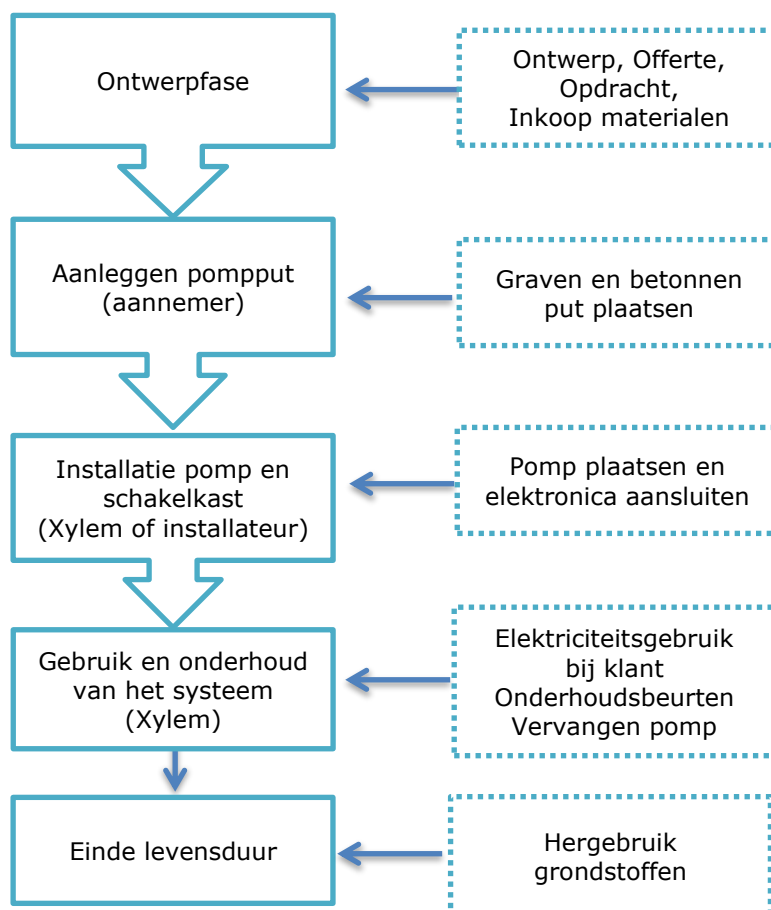 Ontwerpfase
Ontwerp, Offerte,
Opdracht,
Inkoop materialen
Aanleggen pompput
(aannemer)
Graven en betonnen
put plaatsen
Installatie pomp en
schakelkast
(Xylem of installateur)
Pomp plaatsen en
elektronica aansluiten
Gebruik en onderhoud
van het systeem
(Xylem)
Elektriciteitsgebruik
bij klant
Onderhoudsbeurten
Vervangen pomp
Einde levensduur
Hergebruik
grondstoffen